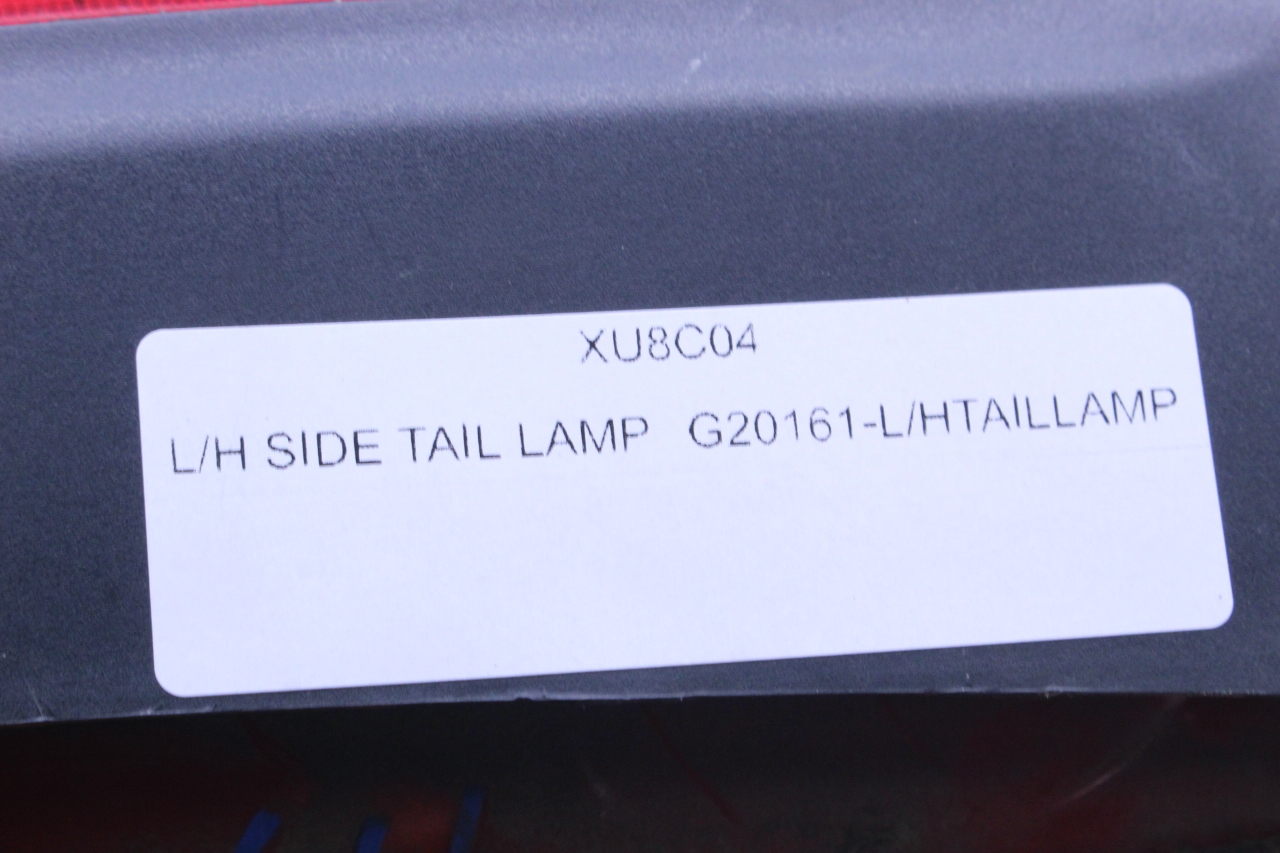 XU8C04
L/H SIDE TAIL LAMP G20161-L/HTAILLAMP